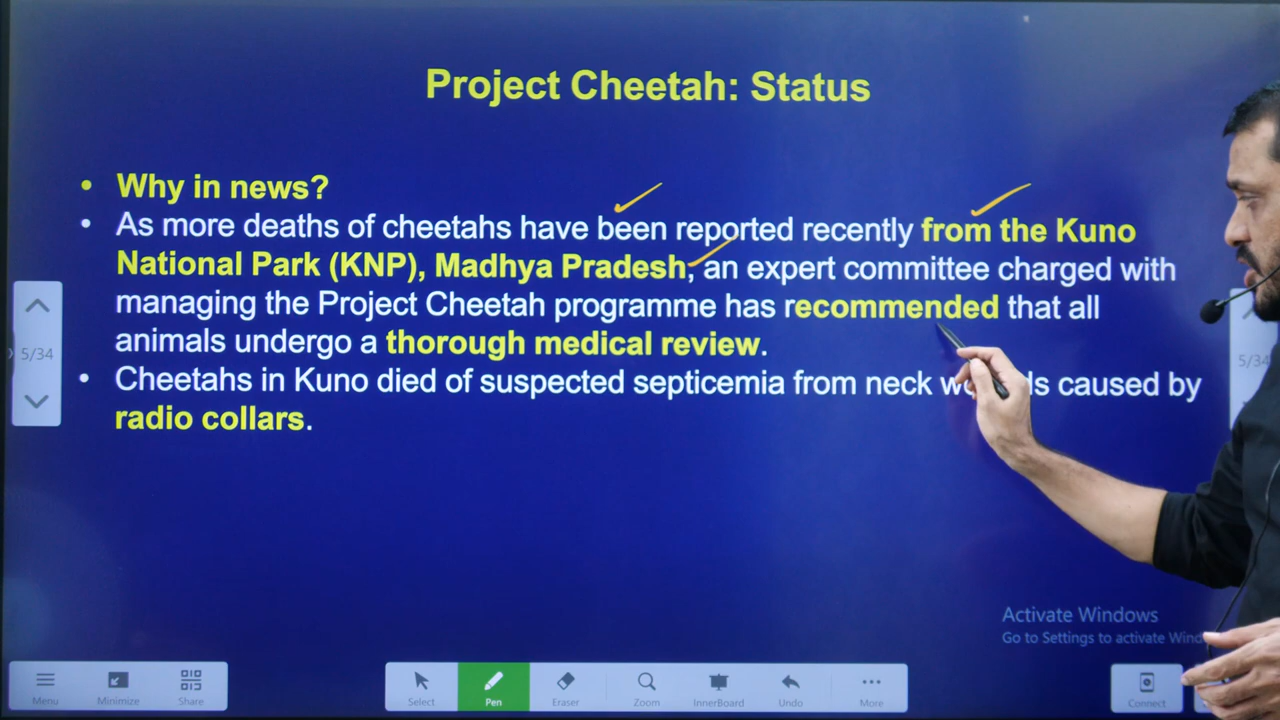 Project Cheetah: Status
• Why in news?
• As more deaths of cheetahs have been reported recently from the Kuno
National Park (KNP), Madhya Pradesh, an expert committee charged with
managing the Project Cheetah programme has recommended that all
animals undergo a thorough medical review.
• Cheetahs in Kuno died of suspected septicemia from neck caused by
radio collars.
5/34
5/34
Activate Windows
Go to Settings to activate Wind
Menu
Minimize
Share
Select
Pen
Eraser
Zoom
InnerBoard
Undo
More
Connect